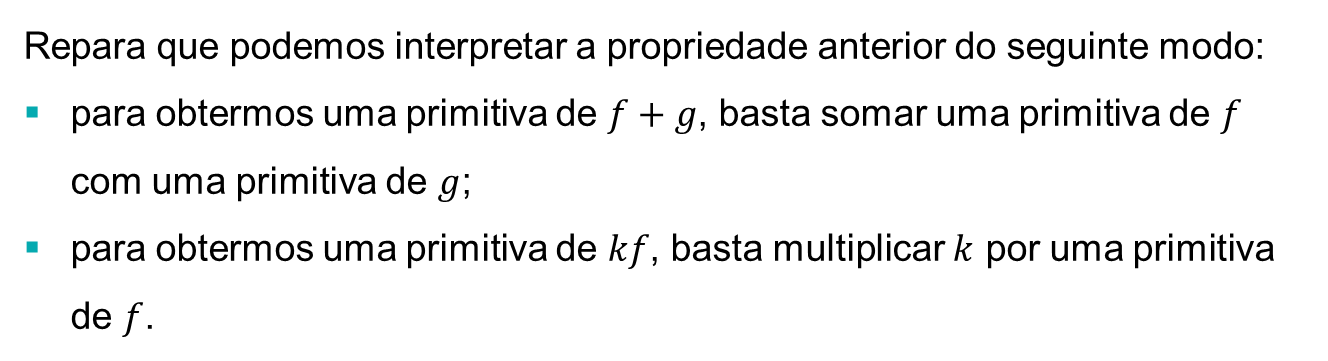 Repara que podemos interpretar a propriedade anterior do seguinte modo:
▪ para obtermos uma primitiva de 𝑓 + 𝑔, basta somar uma primitiva de 𝑓
com uma primitiva de 𝑔;
▪ para obtermos uma primitiva de 𝑘𝑓, basta multiplicar 𝑘 por uma primitiva
de 𝑓.